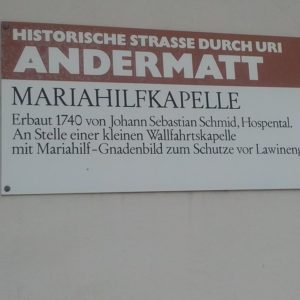 HISTORISCHE STRASSE DURCH URI
ANDERMATT
MARIAHILFKAPELLE
Erbaut 1740 von Johann Sebastian Schmid, Hospental.
An Stelle einer kleinen Wallfahrtskapelle
mit Mariahilf-Gnadenbild zum Schutze vor Lawineng